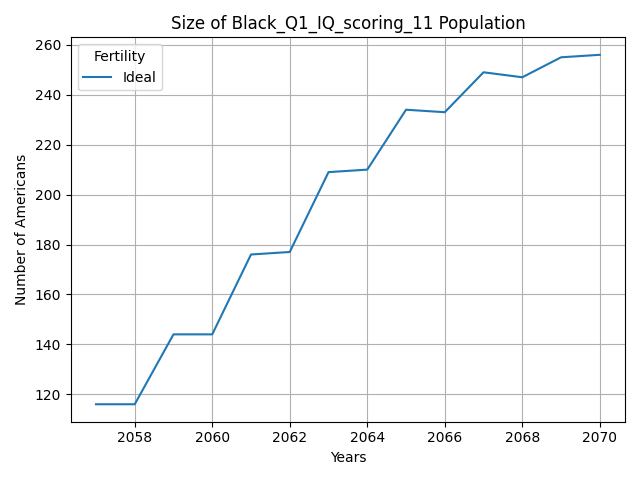 Size of Black_Q1_IQ_scoring_11 Population
Fertility
Ideal
Number of Americans
260
240
220
200
180
160
140
120
2058 2060 2062 2064 2066 2068 2070
Years